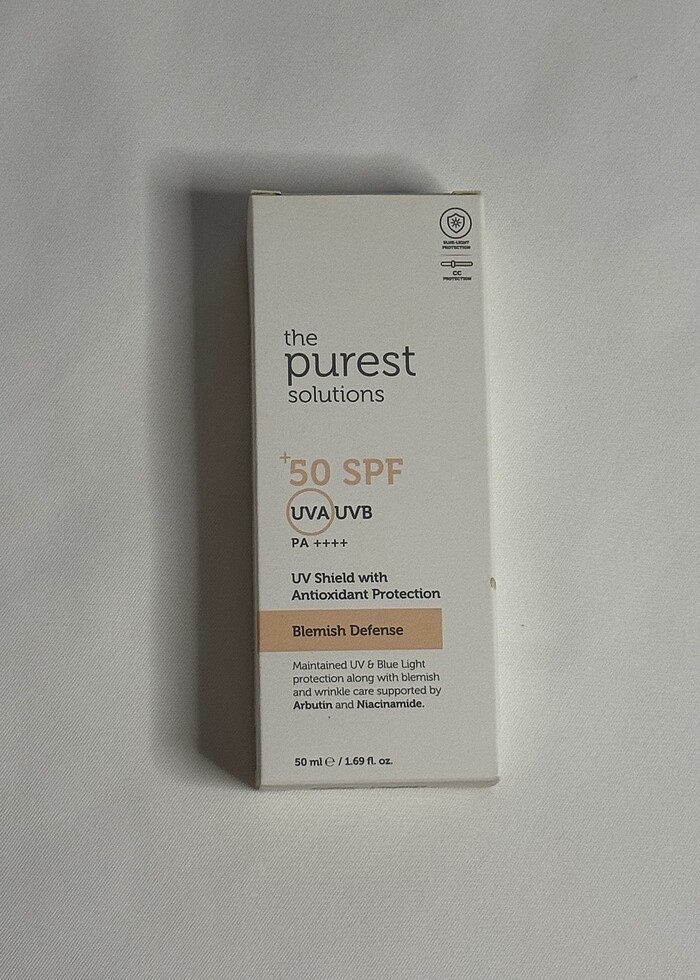 BLUE-LIGHT
PROTECTION
CC
PROTECTION
the
purest
solutions
+50 SPF
UVA UVB
PA ++++
UV Shield with
Antioxidant Protection
Blemish Defense
Maintained UV & Blue Light
protection along with blemish
and wrinkle care supported by
Arbutin and Niacinamide.
50 ml ℮ / 1.69 fl. oz.